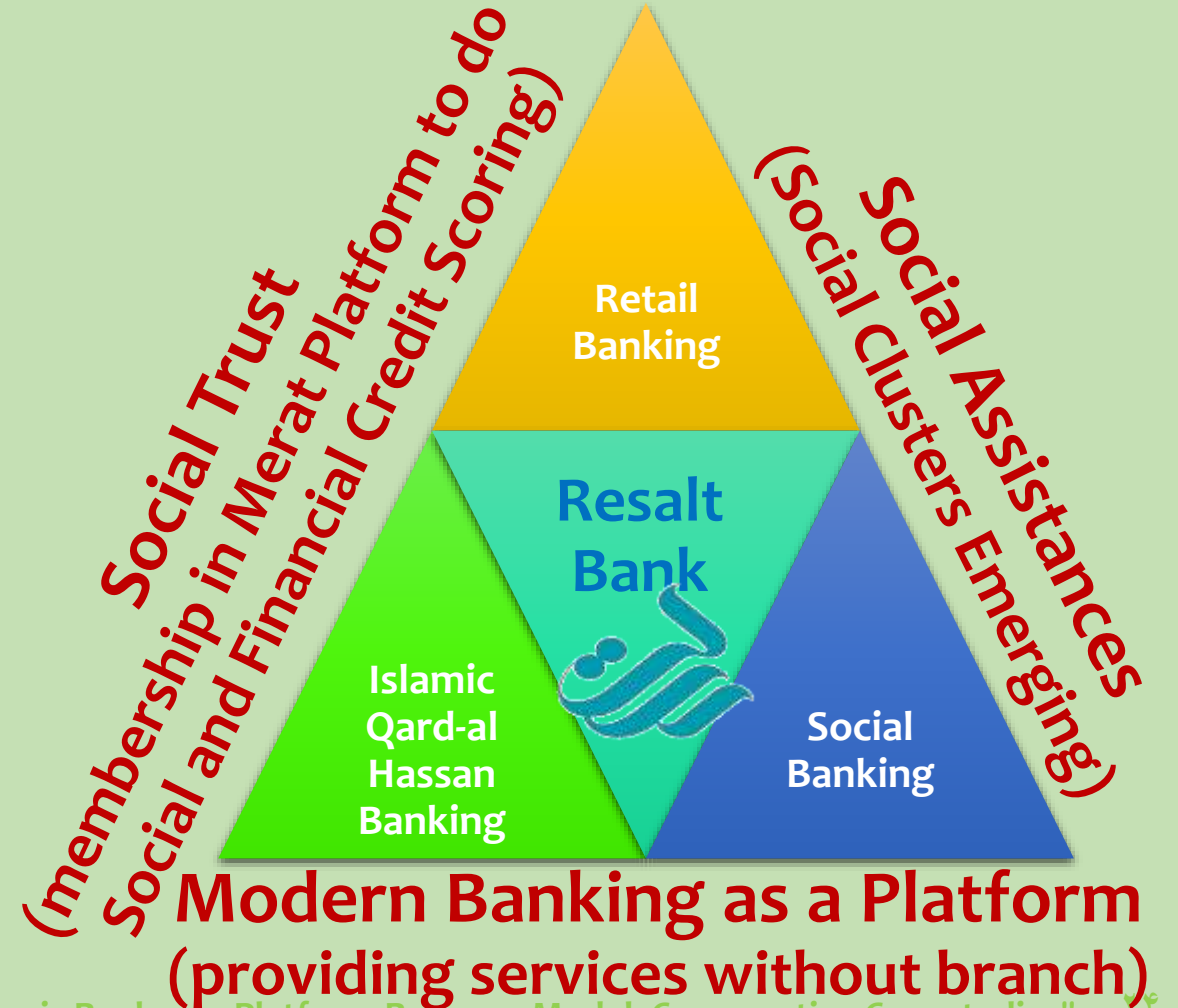 Social Trust
(membership in Merat Platform to do
Social and Financial Credit Scoring)
Social Assistances
(Social Clusters Emerging)
Retail
Banking
Resalt
Bank
Islamic
Qard-al
Hassan
Banking
Social
Banking
Modern Banking as a Platform
(providing services without branch)